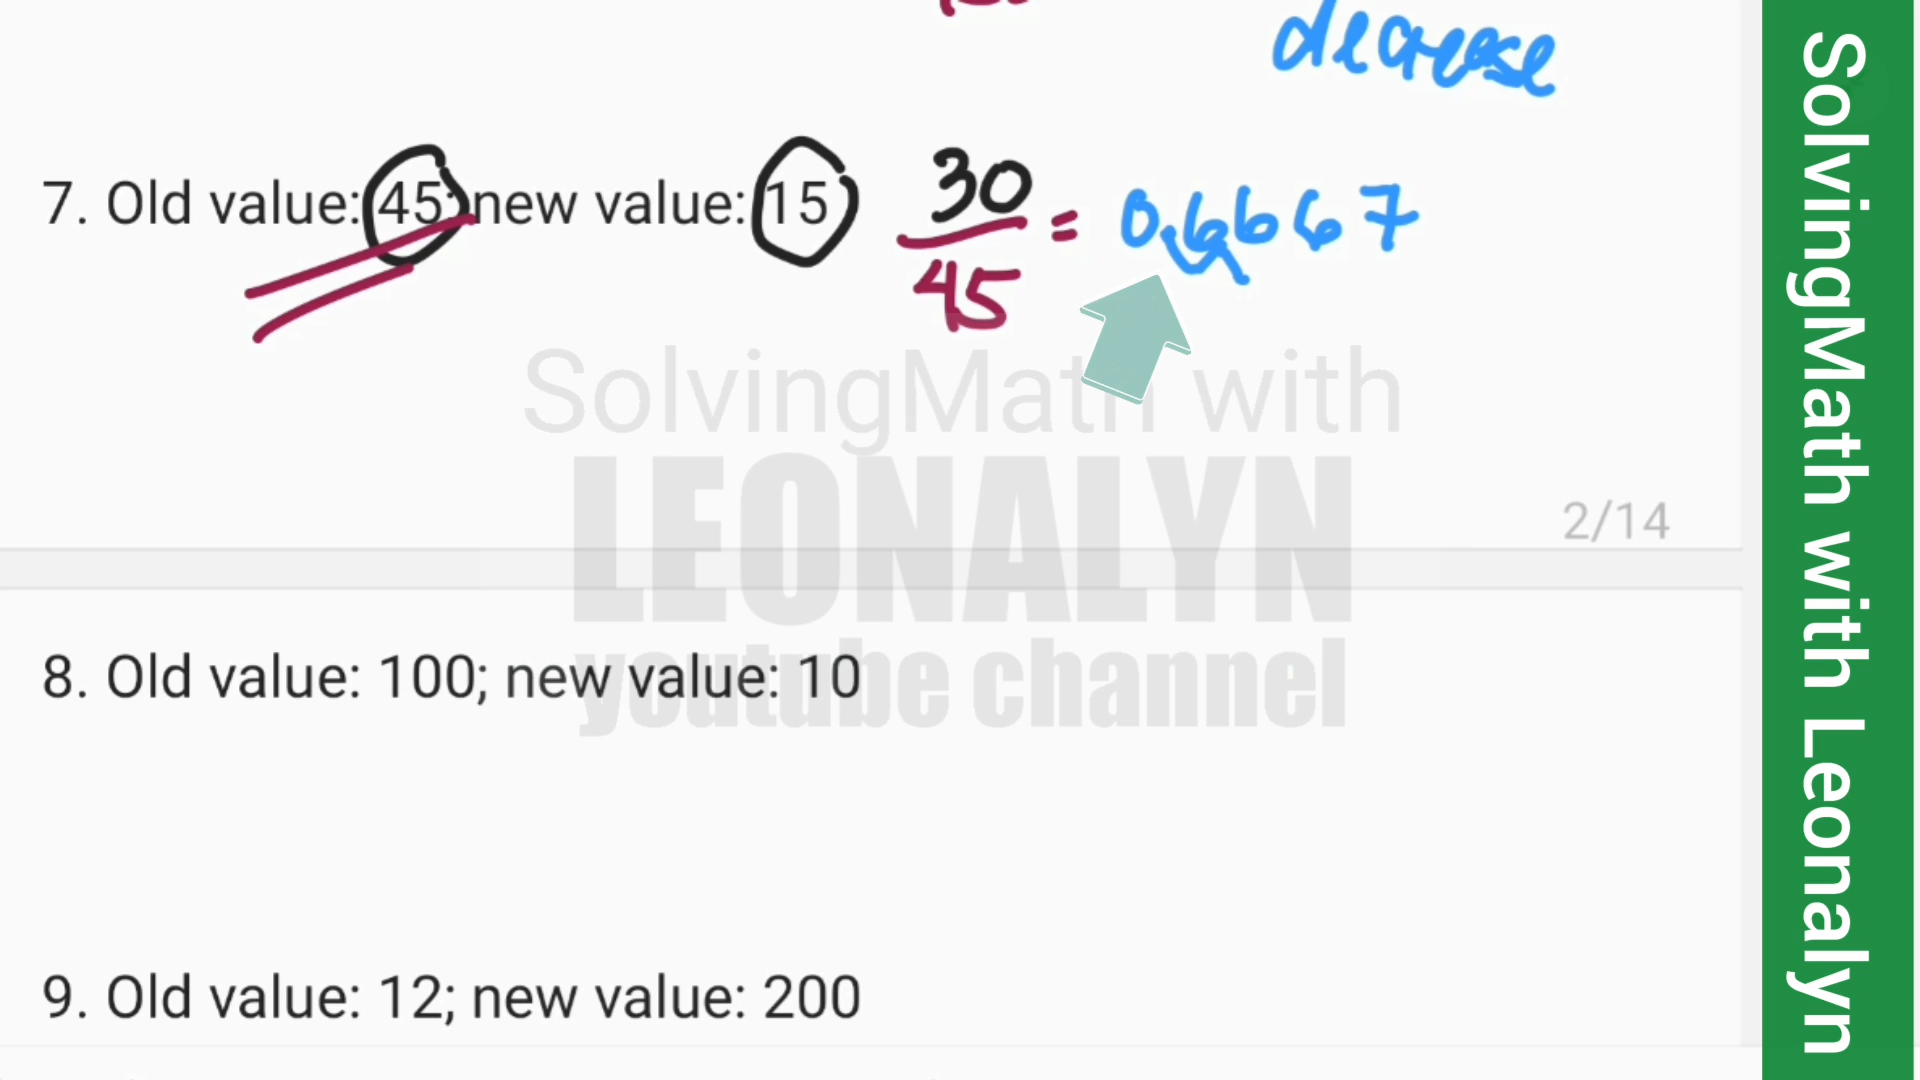 decrease
7. Old value: 45; new value: 15
30
45
= 0.6667
SolvingMath with
LEONALYN
youtube channel
2/14
8. Old value: 100; new value: 10
9. Old value: 12; new value: 200
SolvingMath with Leonalyn